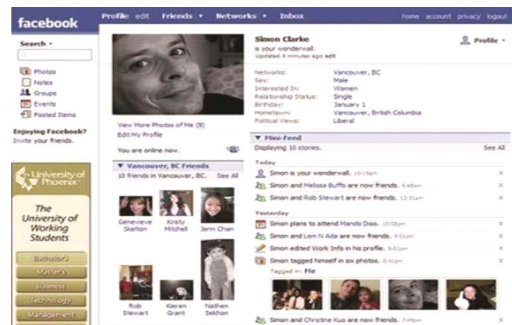 facebook
Profile edit Friends ▾ Networks ▾ Inbox
home account privacy logout
Search ▾
Photos
Notes
Groups
Events
Posted Items
Enjoying Facebook?
Invite your friends.
University of
Phoenix
The
University of
Working
Students
Bachelor's
Master's
Business
Technology
Management
View More Photos of Me (9)
Edit My Profile
You are online now.
▾ Vancouver, BC Friends
10 friends in Vancouver, BC. See All
Genevieve
Skelton
Kristy
Mitchell
Jenn Chan
Rob
Stewart
Kieran
Grant
Nathen
Sekhon
Simon Clarke
is your wonderwall.
Updated 4 minutes ago edit
Profile ▾
Networks: Vancouver, BC
Sex: Male
Interested In: Women
Relationship Status: Single
Birthday: January 1
Hometown: Vancouver, British Columbia
Political Views: Liberal
▾ Mini-Feed
Displaying 10 stories. See All
Today
Simon is your wonderwall.
Simon and Melissa Buffs are now friends.
Simon and Rob Stewart are now friends.
Yesterday
Simon plans to attend Mando Diao.
Simon and Lem N Ada are now friends.
Simon edited Work Info in his profile.
Simon tagged himself in six photos.
Tagged in: Me
Simon and Christine Kuo are now friends.